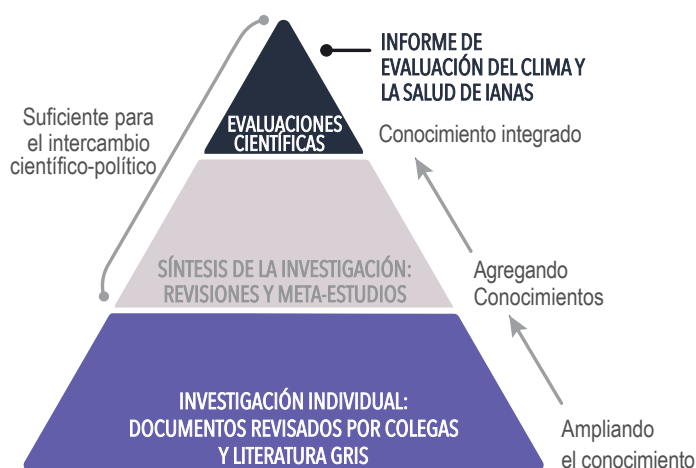 INFORME DE
EVALUACIÓN DEL CLIMA Y
LA SALUD DE IANAS
Suficiente para
el intercambio
científico-político
EVALUACIONES
CIENTÍFICAS
Conocimiento integrado
SÍNTESIS DE LA INVESTIGACIÓN:
REVISIONES Y META-ESTUDIOS
Agregando
Conocimientos
INVESTIGACIÓN INDIVIDUAL:
DOCUMENTOS REVISADOS POR COLEGAS
Y LITERATURA GRIS
Ampliando
el conocimiento